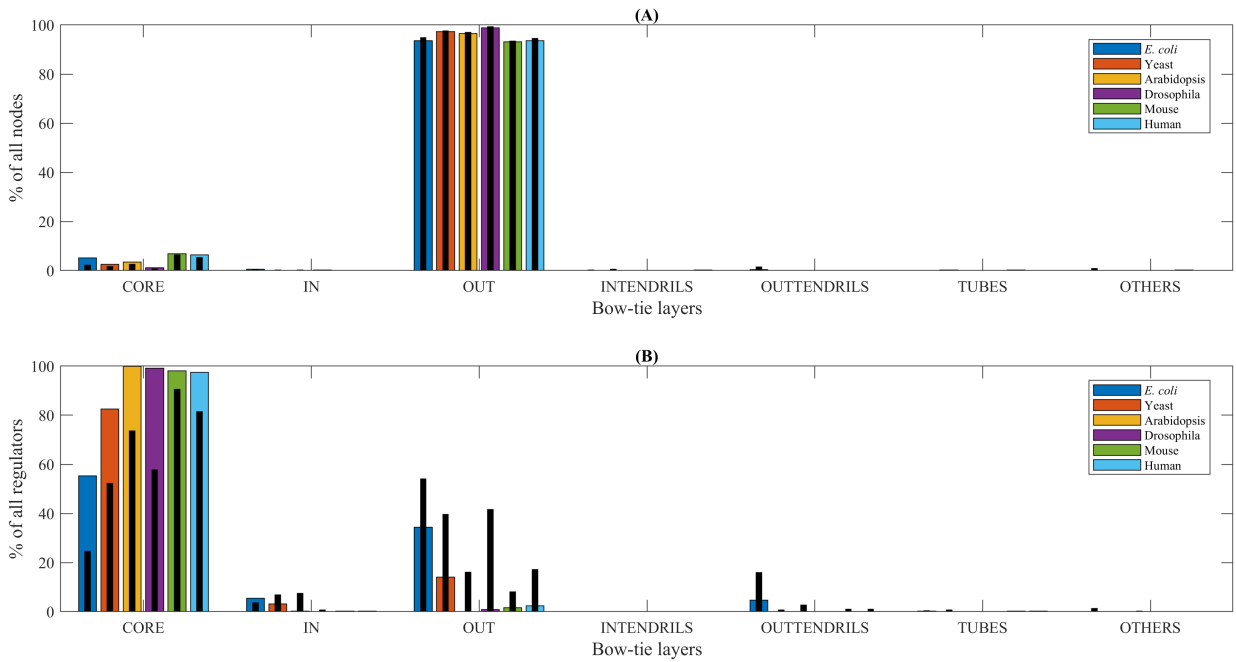 (A)
% of all nodes
100
80
60
40
20
0
CORE IN OUT INTENDRILS OUTTENDRILS TUBES OTHERS
Bow-tie layers
E. coli
Yeast
Arabidopsis
Drosophila
Mouse
Human
(B)
% of all regulators
100
80
60
40
20
0
CORE IN OUT INTENDRILS OUTTENDRILS TUBES OTHERS
Bow-tie layers
E. coli
Yeast
Arabidopsis
Drosophila
Mouse
Human